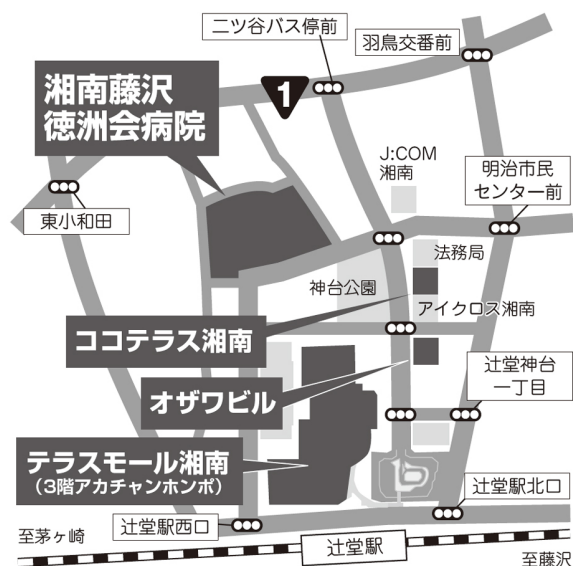 二ツ谷バス停前
羽鳥交番前
湘南藤沢
徳洲会病院
1
J:COM
湘南
明治市民
センター前
東小和田
法務局
神台公園
アイクロス湘南
ココテラス湘南
オザワビル
辻堂神台
一丁目
テラスモール湘南
(3階アカチャンホンポ)
辻堂駅北口
辻堂駅西口
至茅ヶ崎
辻堂駅
至藤沢